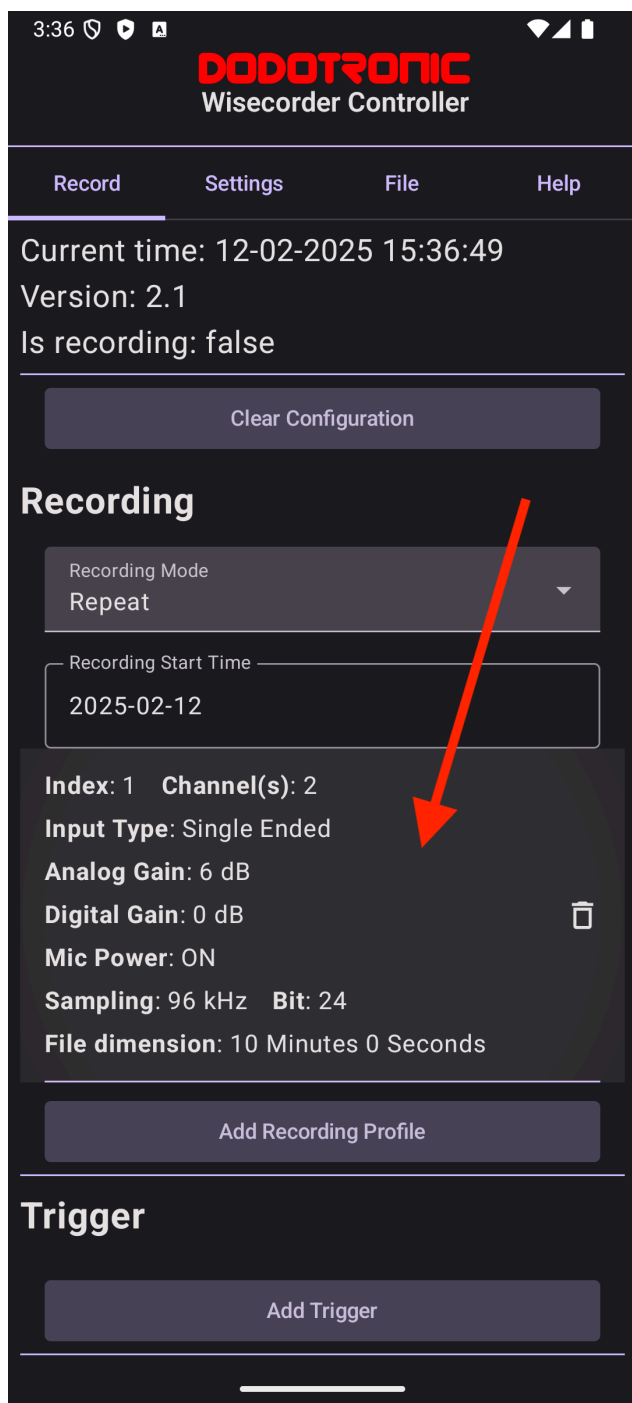 3:36
DODOTRONIC
Wisecorder Controller
Record Settings File Help
Current time: 12-02-2025 15:36:49
Version: 2.1
Is recording: false
Clear Configuration
Recording
Recording Mode
Repeat
Recording Start Time
2025-02-12
Index: 1 Channel(s): 2
Input Type: Single Ended
Analog Gain: 6 dB
Digital Gain: 0 dB
Mic Power: ON
Sampling: 96 kHz Bit: 24
File dimension: 10 Minutes 0 Seconds
Add Recording Profile
Trigger
Add Trigger